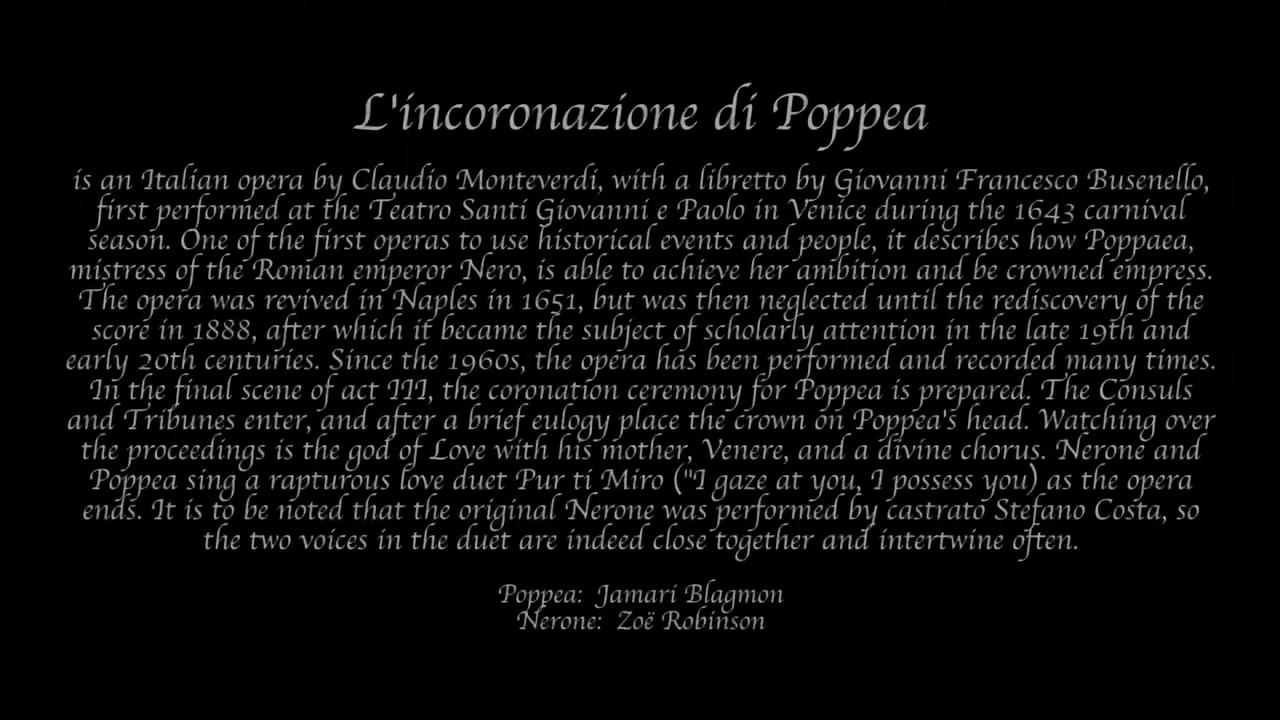 L'incoronazione di Poppea
is an Italian opera by Claudio Monteverdi, with a libretto by Giovanni Francesco Busenello,
first performed at the Teatro Santi Giovanni e Paolo in Venice during the 1643 carnival
season. One of the first operas to use historical events and people, it describes how Poppaea,
mistress of the Roman emperor Nero, is able to achieve her ambition and be crowned empress.
The opera was revived in Naples in 1651, but was then neglected until the rediscovery of the
score in 1888, after which it became the subject of scholarly attention in the late 19th and
early 20th centuries. Since the 1960s, the opera has been performed and recorded many times.
In the final scene of act III, the coronation ceremony for Poppea is prepared. The Consuls
and Tribunes enter, and after a brief eulogy place the crown on Poppea's head. Watching over
the proceedings is the god of Love with his mother, Venere, and a divine chorus. Nerone and
Poppea sing a rapturous love duet Pur ti Miro ("I gaze at you, I possess you) as the opera
ends. It is to be noted that the original Nerone was performed by castrato Stefano Costa, so
the two voices in the duet are indeed close together and intertwine often.
Poppea: Jamari Blagmon
Nerone: Zoë Robinson